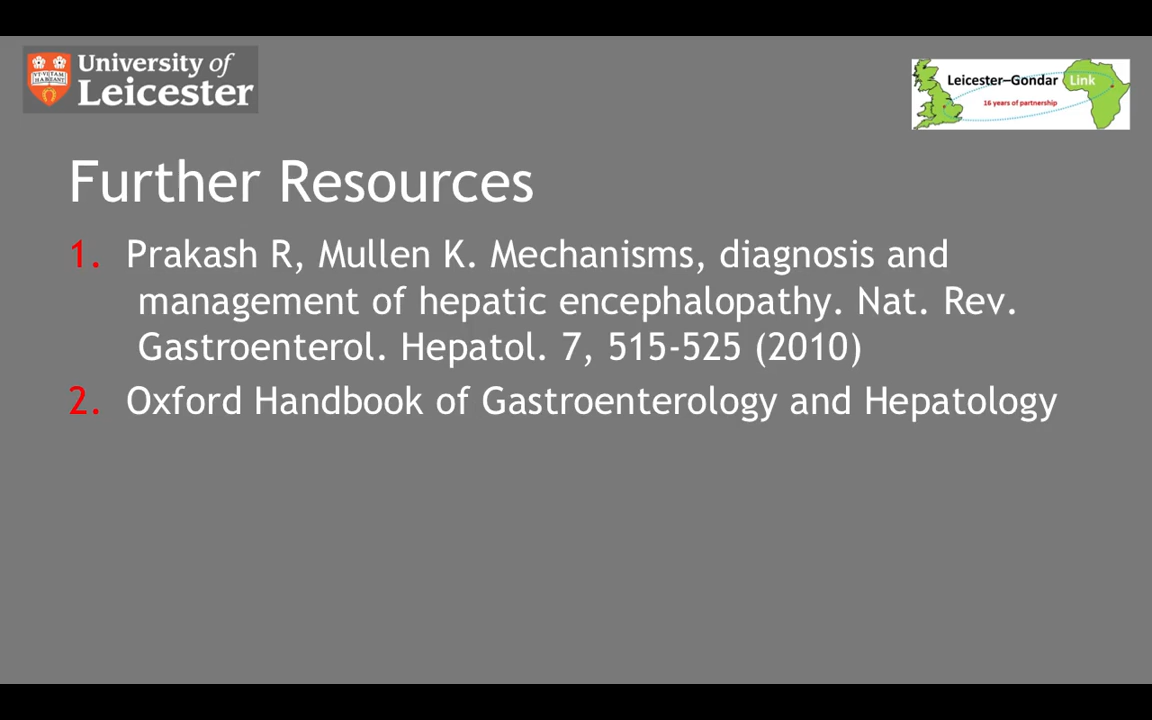 University of
Leicester
Leicester–Gondar Link
16 years of partnership
Further Resources
1. Prakash R, Mullen K. Mechanisms, diagnosis and
management of hepatic encephalopathy. Nat. Rev.
Gastroenterol. Hepatol. 7, 515-525 (2010)
2. Oxford Handbook of Gastroenterology and Hepatology